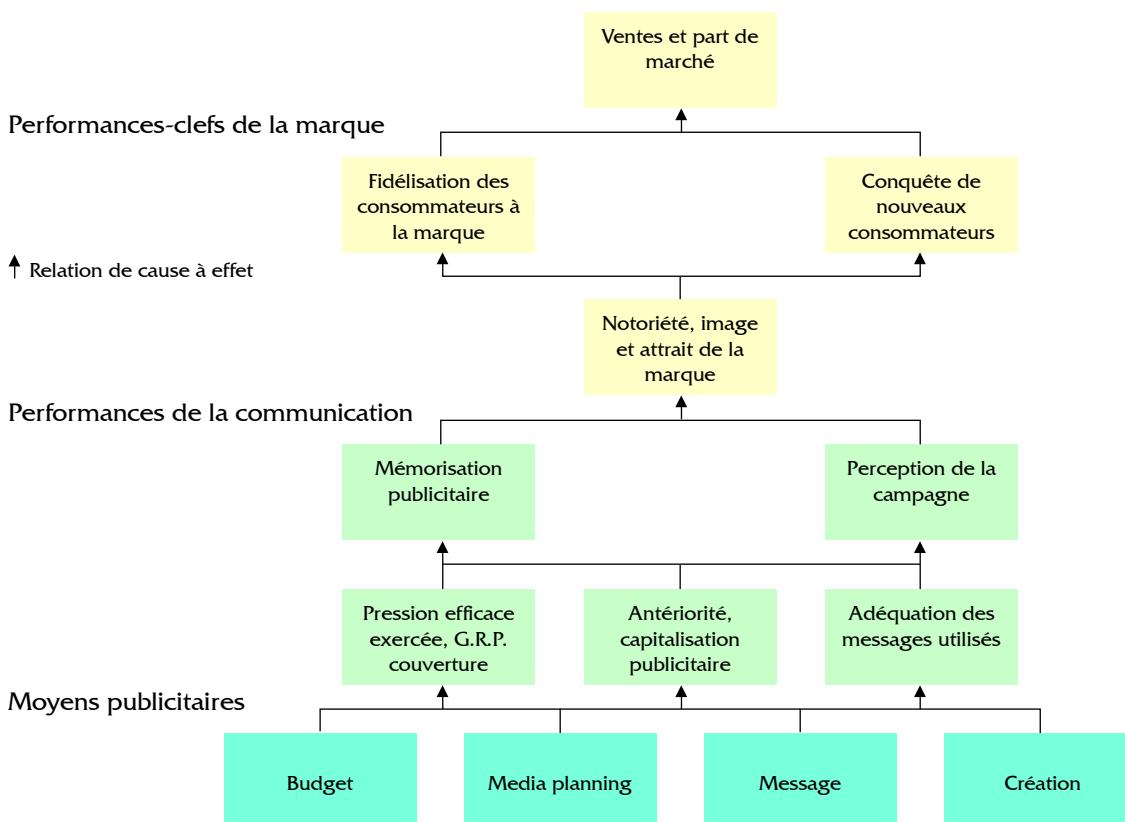 Ventes et part de
marché
Performances-clefs de la marque
Fidélisation des
consommateurs à
la marque
Conquête de
nouveaux
consommateurs
Relation de cause à effet
Notoriété, image
et attrait de la
marque
Performances de la communication
Mémorisation
publicitaire
Perception de la
campagne
Pression efficace
exercée, G.R.P.
couverture
Antériorité,
capitalisation
publicitaire
Adéquation des
messages utilisés
Moyens publicitaires
Budget
Media planning
Message
Création